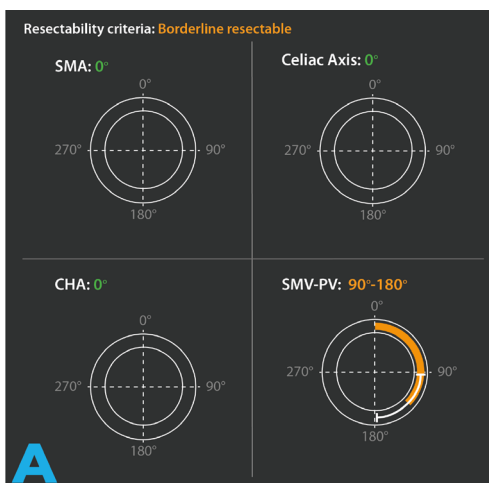 Resectability criteria: Borderline resectable
SMA: 0°
0°
270°
90°
180°
Celiac Axis: 0°
0°
270°
90°
180°
CHA: 0°
0°
270°
90°
180°
SMV-PV: 90°-180°
0°
270°
90°
180°
A